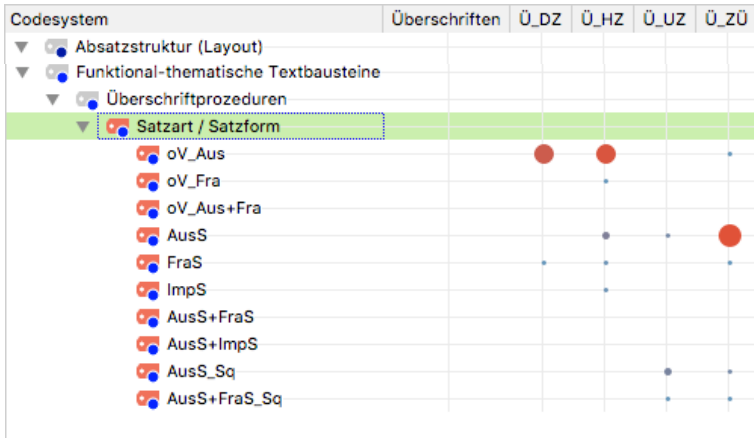 Codesystem Überschriften Ü_DZ Ü_HZ Ü_UZ Ü_ZÜ
Absatzstruktur (Layout)
Funktional-thematische Textbausteine
Überschriftprozeduren
Satzart / Satzform
oV_Aus
oV_Fra
oV_Aus+Fra
AusS
FraS
ImpS
AusS+FraS
AusS+ImpS
AusS_Sq
AusS+FraS_Sq